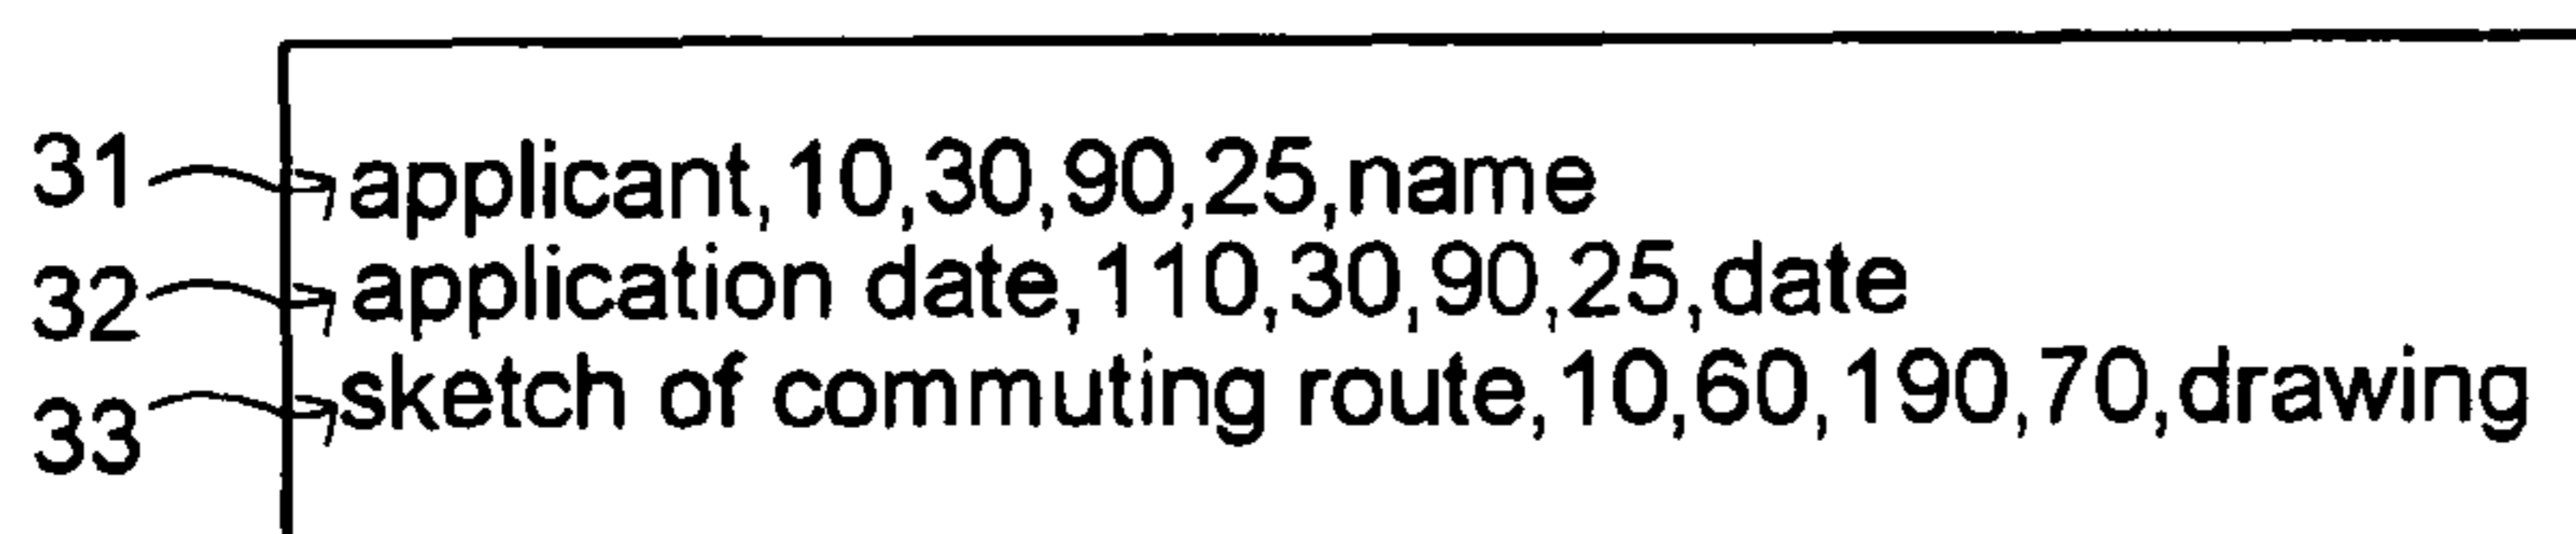 31 applicant,10,30,90,25,name
32 application date,110,30,90,25,date
33 sketch of commuting route,10,60,190,70,drawing